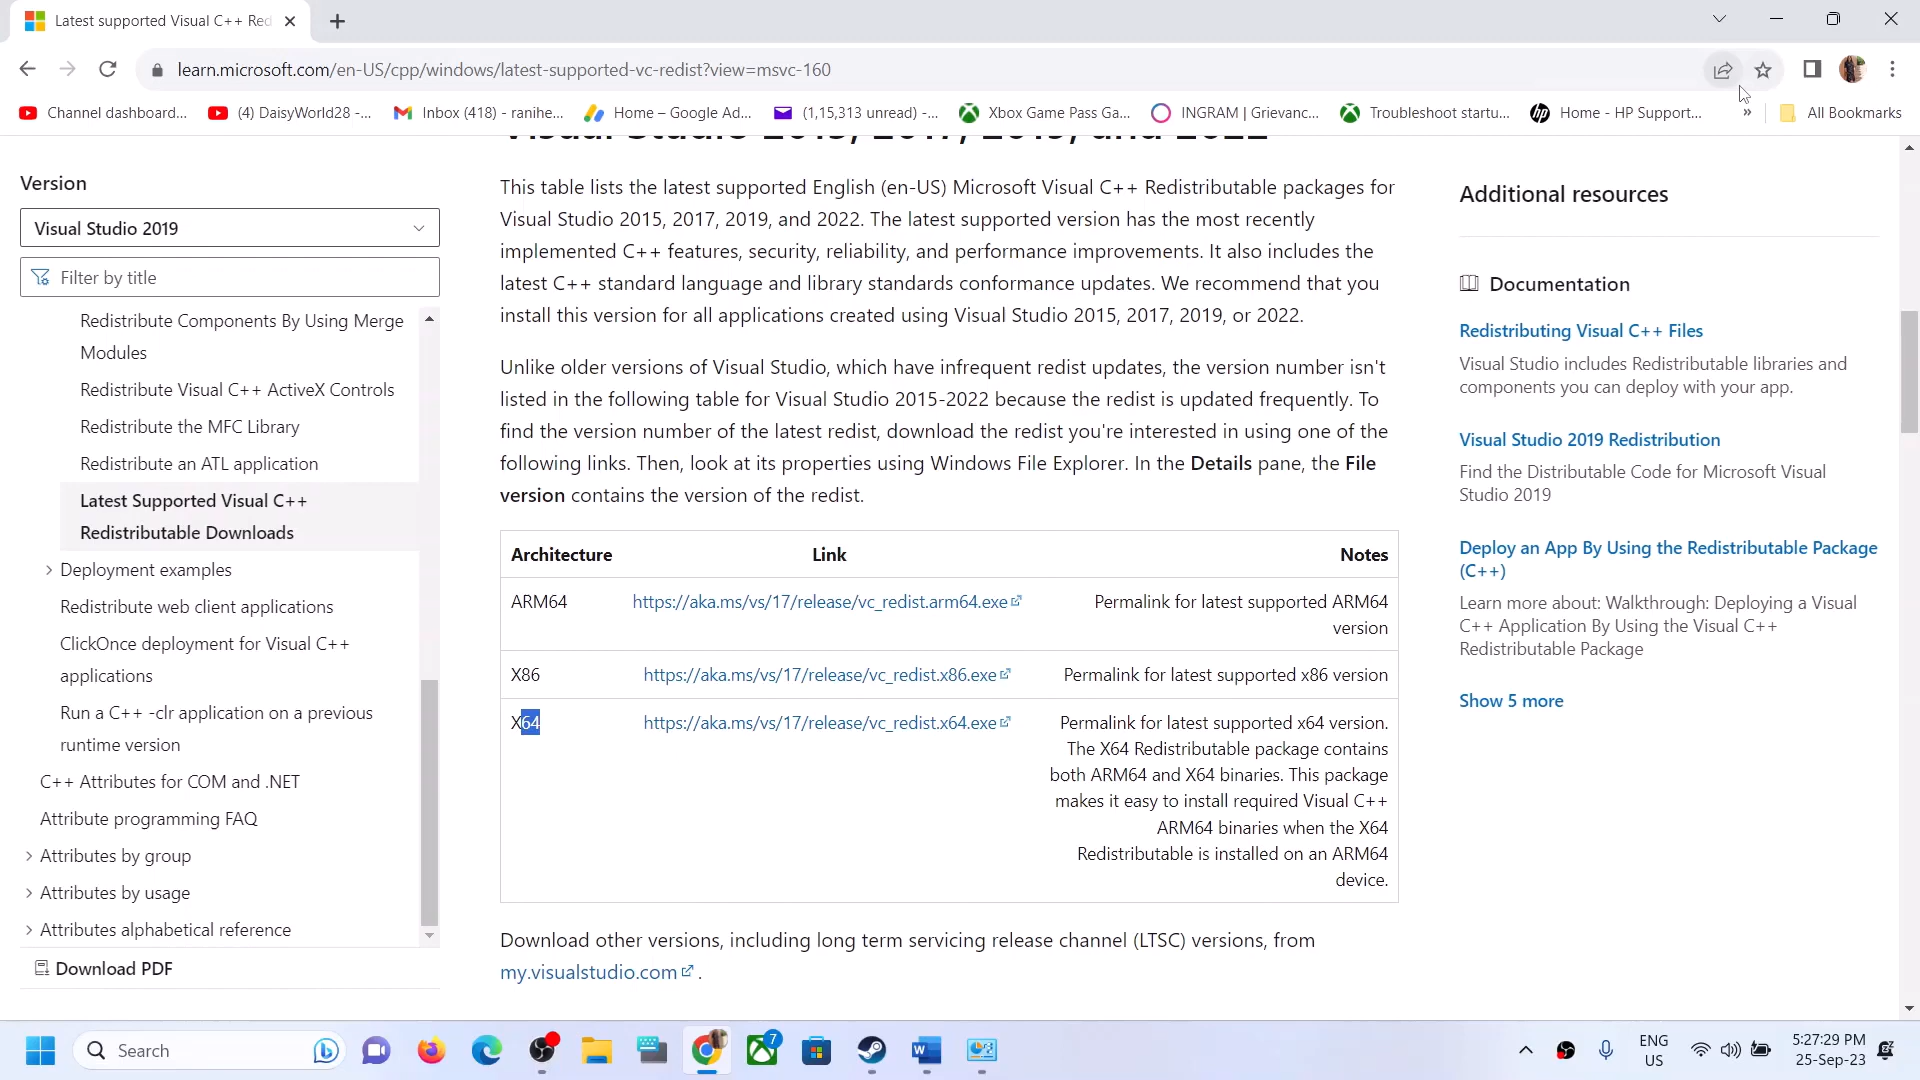 Latest supported Visual C++ Red
learn.microsoft.com/en-US/cpp/windows/latest-supported-vc-redist?view=msvc-160
Channel dashboard...
(4) DaisyWorld28 -...
Inbox (418) - ranihe...
Home – Google Ad...
(1,15,313 unread) -...
Xbox Game Pass Ga...
INGRAM | Grievanc...
Troubleshoot startu...
Home - HP Support...
»
All Bookmarks
Visual Studio 2015, 2017, 2019, and 2022
Version
Visual Studio 2019
Filter by title
Redistribute Components By Using Merge
Modules
Redistribute Visual C++ ActiveX Controls
Redistribute the MFC Library
Redistribute an ATL application
Latest Supported Visual C++
Redistributable Downloads
Deployment examples
Redistribute web client applications
ClickOnce deployment for Visual C++
applications
Run a C++ -clr application on a previous
runtime version
C++ Attributes for COM and .NET
Attribute programming FAQ
Attributes by group
Attributes by usage
Attributes alphabetical reference
Download PDF
This table lists the latest supported English (en-US) Microsoft Visual C++ Redistributable packages for
Visual Studio 2015, 2017, 2019, and 2022. The latest supported version has the most recently
implemented C++ features, security, reliability, and performance improvements. It also includes the
latest C++ standard language and library standards conformance updates. We recommend that you
install this version for all applications created using Visual Studio 2015, 2017, 2019, or 2022.
Unlike older versions of Visual Studio, which have infrequent redist updates, the version number isn't
listed in the following table for Visual Studio 2015-2022 because the redist is updated frequently. To
find the version number of the latest redist, download the redist you're interested in using one of the
following links. Then, look at its properties using Windows File Explorer. In the Details pane, the File
version contains the version of the redist.
Architecture Link Notes
ARM64 https://aka.ms/vs/17/release/vc_redist.arm64.exe Permalink for latest supported ARM64
version
X86 https://aka.ms/vs/17/release/vc_redist.x86.exe Permalink for latest supported x86 version
X64 https://aka.ms/vs/17/release/vc_redist.x64.exe Permalink for latest supported x64 version.
The X64 Redistributable package contains
both ARM64 and X64 binaries. This package
makes it easy to install required Visual C++
ARM64 binaries when the X64
Redistributable is installed on an ARM64
device.
Download other versions, including long term servicing release channel (LTSC) versions, from
my.visualstudio.com .
Additional resources
Documentation
Redistributing Visual C++ Files
Visual Studio includes Redistributable libraries and
components you can deploy with your app.
Visual Studio 2019 Redistribution
Find the Distributable Code for Microsoft Visual
Studio 2019
Deploy an App By Using the Redistributable Package
(C++)
Learn more about: Walkthrough: Deploying a Visual
C++ Application By Using the Visual C++
Redistributable Package
Show 5 more
Search
7
ENG
US
5:27:29 PM
25-Sep-23